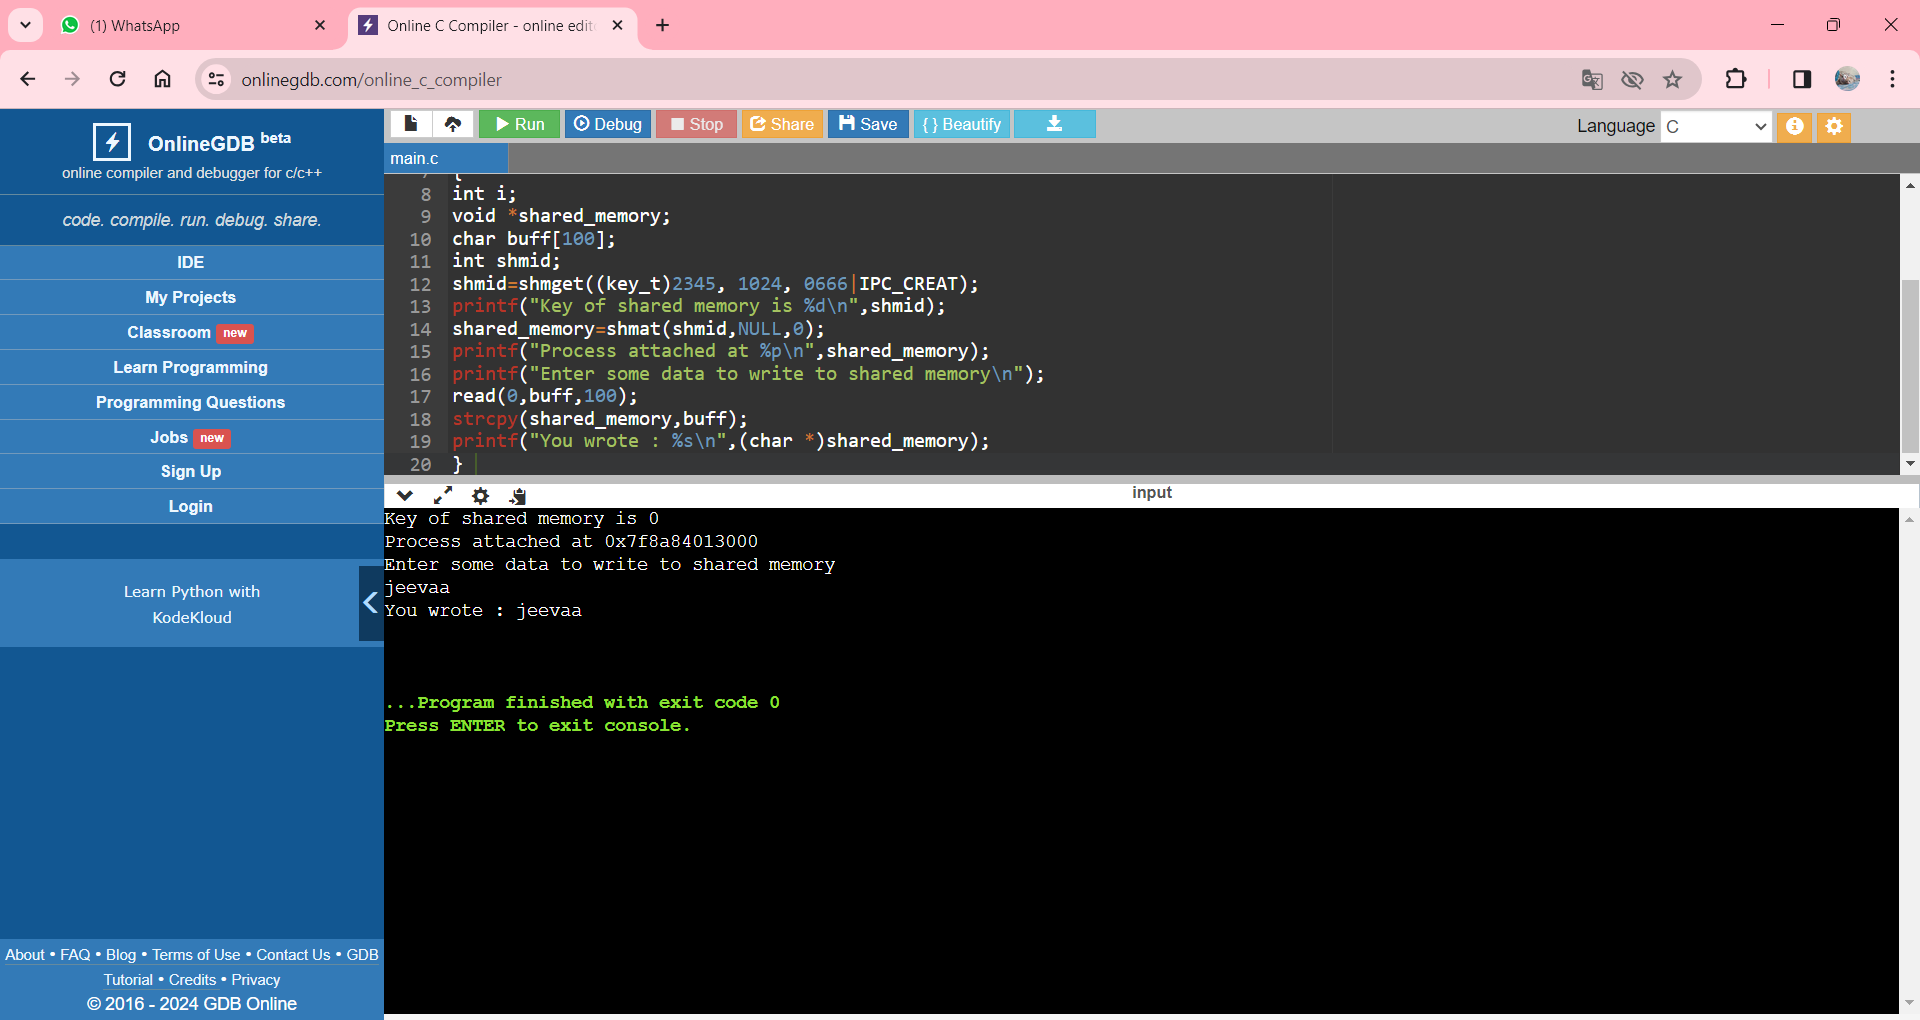 (1) WhatsApp
Online C Compiler - online edit
onlinegdb.com/online_c_compiler
OnlineGDB beta
online compiler and debugger for c/c++
code. compile. run. debug. share.
IDE
My Projects
Classroom new
Learn Programming
Programming Questions
Jobs new
Sign Up
Login
Learn Python with
KodeKloud
About • FAQ • Blog • Terms of Use • Contact Us • GDB
Tutorial • Credits • Privacy
© 2016 - 2024 GDB Online
Run Debug Stop Share Save { } Beautify
Language C
main.c
7 {
8 int i;
9 void *shared_memory;
10 char buff[100];
11 int shmid;
12 shmid=shmget((key_t)2345, 1024, 0666|IPC_CREAT);
13 printf("Key of shared memory is %d\n",shmid);
14 shared_memory=shmat(shmid,NULL,0);
15 printf("Process attached at %p\n",shared_memory);
16 printf("Enter some data to write to shared memory\n");
17 read(0,buff,100);
18 strcpy(shared_memory,buff);
19 printf("You wrote : %s\n",(char *)shared_memory);
20 }
input
Key of shared memory is 0
Process attached at 0x7f8a84013000
Enter some data to write to shared memory
jeevaa
You wrote : jeevaa
...Program finished with exit code 0
Press ENTER to exit console.